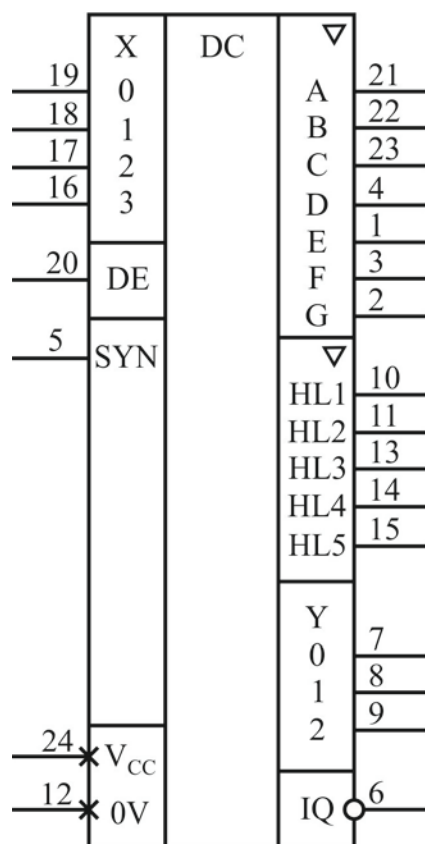 X DC ▽
19 0 A 21
18 1 B 22
17 2 C 23
16 3 D 4
E 1
20 DE F 3
G 2
5 SYN ▽
HL1 10
HL2 11
HL3 13
HL4 14
HL5 15
Y
0 7
1 8
2 9
24 VCC
12 0V IQ 6